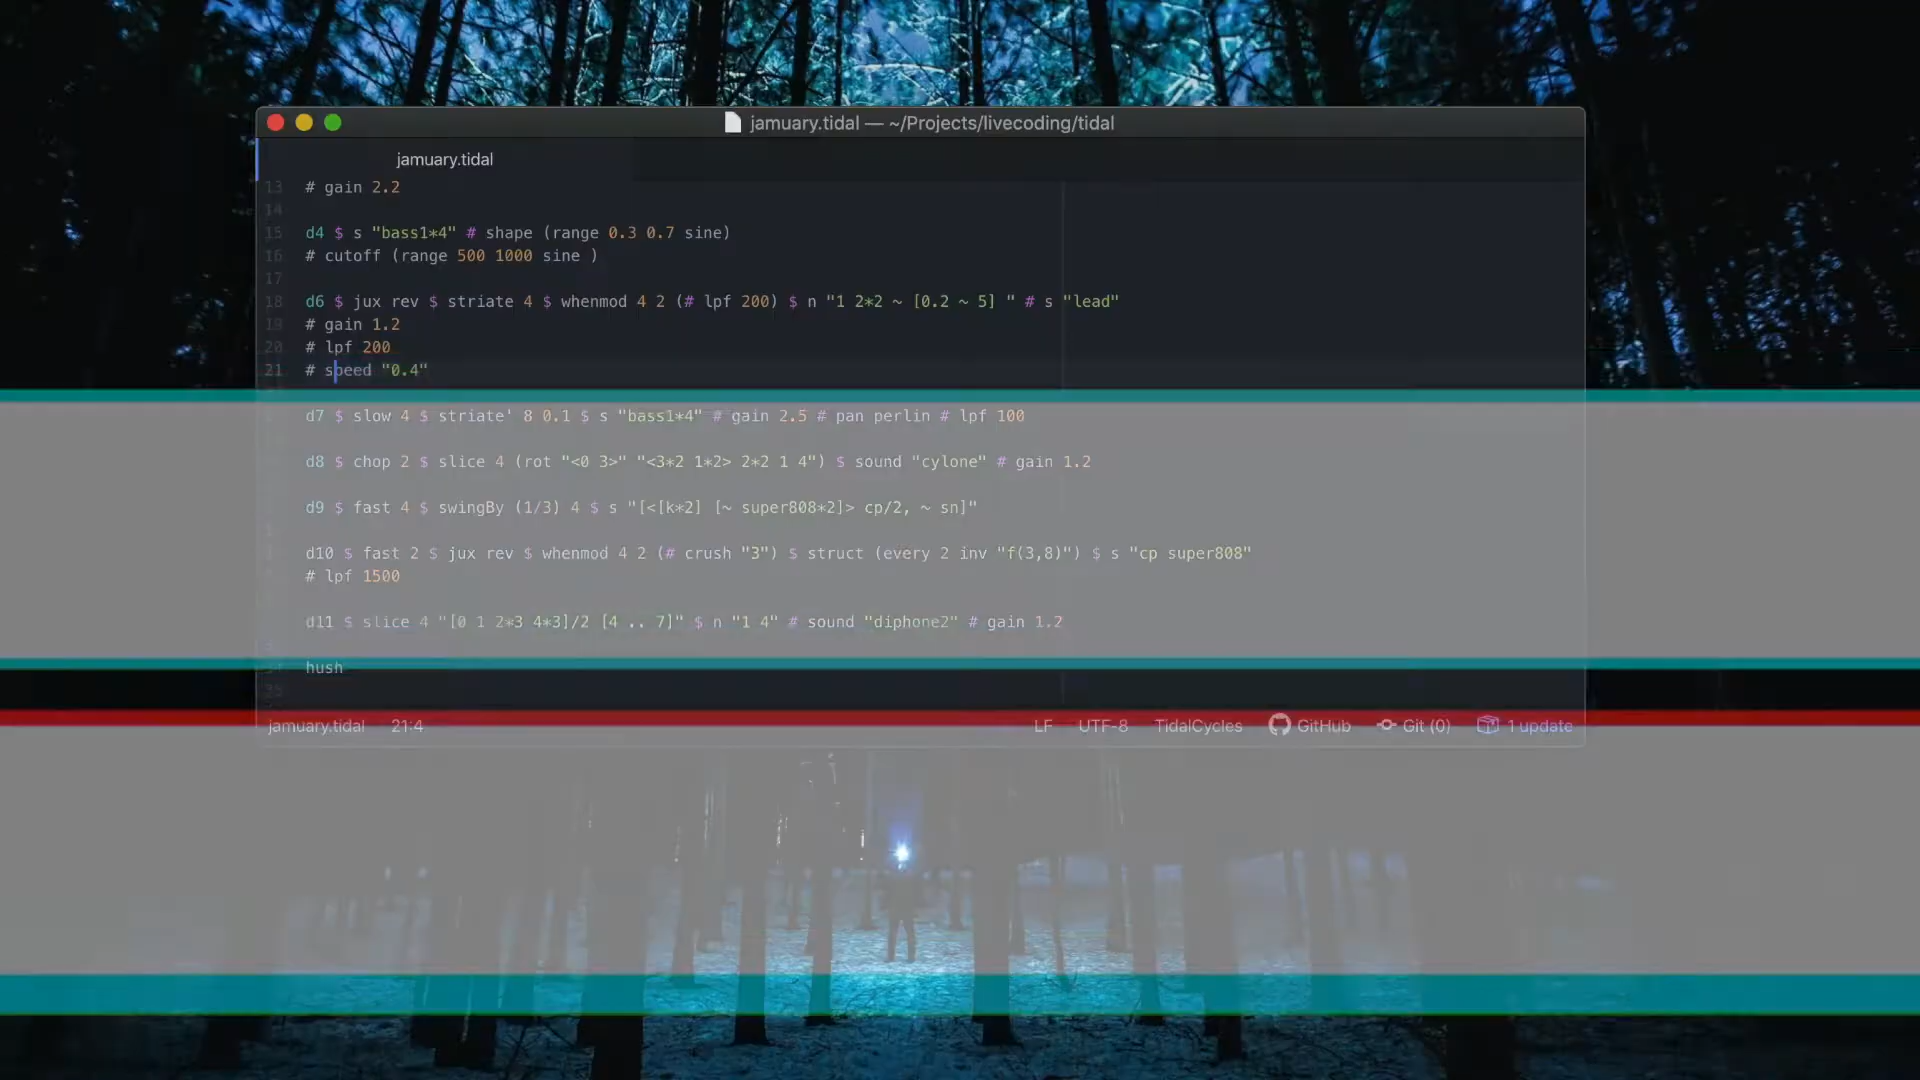 jamuary.tidal — ~/Projects/livecoding/tidal
jamuary.tidal
13 # gain 2.2
14
15 d4 $ s "bass1*4" # shape (range 0.3 0.7 sine)
16 # cutoff (range 500 1000 sine )
17
18 d6 $ jux rev $ striate 4 $ whenmod 4 2 (# lpf 200) $ n "1 2*2 ~ [0.2 ~ 5] " # s "lead"
19 # gain 1.2
20 # lpf 200
21 # speed "0.4"
d7 $ slow 4 $ striate' 8 0.1 $ s "bass1*4" # gain 2.5 # pan perlin # lpf 100
d8 $ chop 2 $ slice 4 (rot "<0 3>" "<3*2 1*2> 2*2 1 4") $ sound "cylone" # gain 1.2
d9 $ fast 4 $ swingBy (1/3) 4 $ s "[<[k*2] [~ super808*2]> cp/2, ~ sn]"
d10 $ fast 2 $ jux rev $ whenmod 4 2 (# crush "3") $ struct (every 2 inv "f(3,8)") $ s "cp super808"
# lpf 1500
d11 $ slice 4 "[0 1 2*3 4*3]/2 [4 .. 7]" $ n "1 4" # sound "diphone2" # gain 1.2
34 hush
35
jamuary.tidal 21:4 LF UTF-8 TidalCycles GitHub Git (0) 1 update